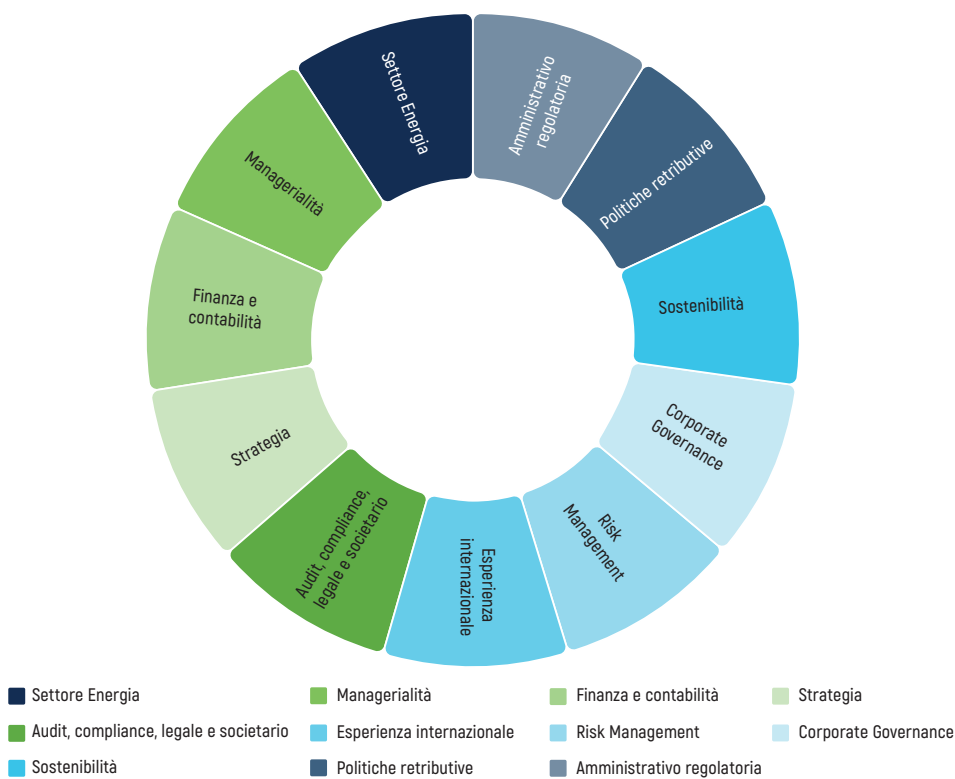 Settore Energia
Amministrativo
regolatoria
Politiche retributive
Sostenibilità
Corporate
Governance
Risk
Management
Esperienza
internazionale
Audit, compliance,
legale e societario
Strategia
Finanza e
contabilità
Managerialità
Settore Energia
Managerialità
Finanza e contabilità
Strategia
Audit, compliance, legale e societario
Esperienza internazionale
Risk Management
Corporate Governance
Sostenibilità
Politiche retributive
Amministrativo regolatoria